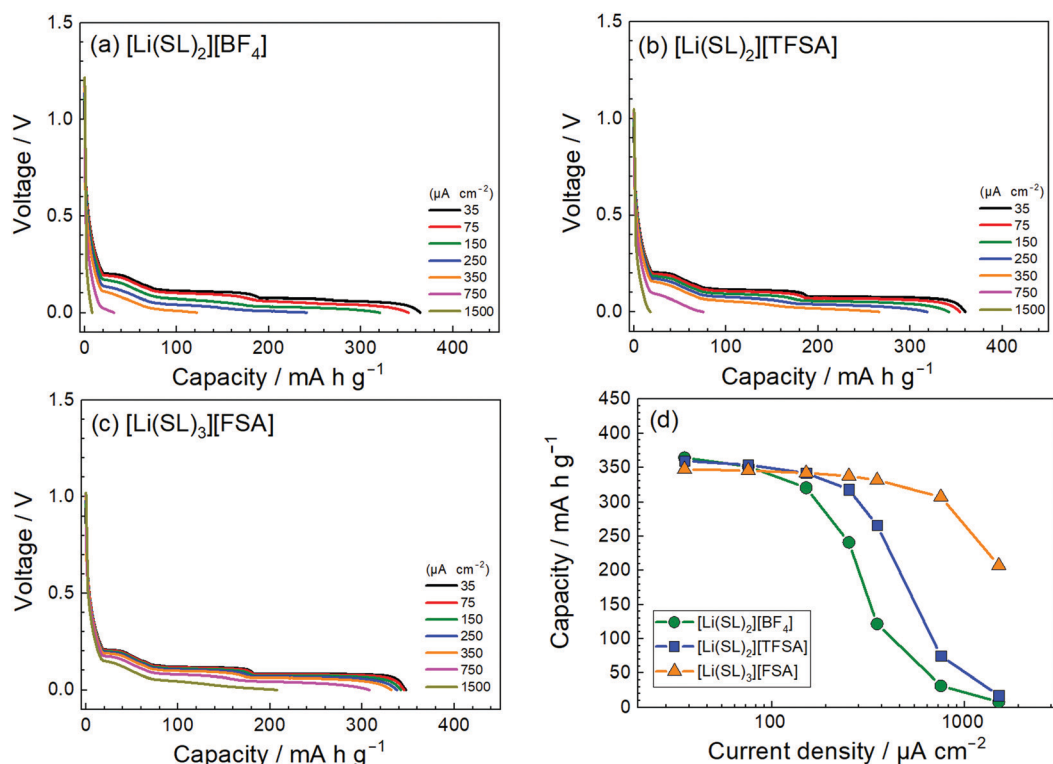 (a) [Li(SL)₂][BF₄]
Voltage / V
1.5
1.0
0.5
0.0
(μA cm⁻²)
35
75
150
250
350
750
1500
0 100 200 300 400
Capacity / mA h g⁻¹
(b) [Li(SL)₂][TFSA]
Voltage / V
1.5
1.0
0.5
0.0
(μA cm⁻²)
35
75
150
250
350
750
1500
0 100 200 300 400
Capacity / mA h g⁻¹
(c) [Li(SL)₃][FSA]
Voltage / V
1.5
1.0
0.5
0.0
(μA cm⁻²)
35
75
150
250
350
750
1500
0 100 200 300 400
Capacity / mA h g⁻¹
(d)
Capacity / mA h g⁻¹
450
400
350
300
250
200
150
100
50
0
[Li(SL)₂][BF₄]
[Li(SL)₂][TFSA]
[Li(SL)₃][FSA]
100 1000
Current density / μA cm⁻²